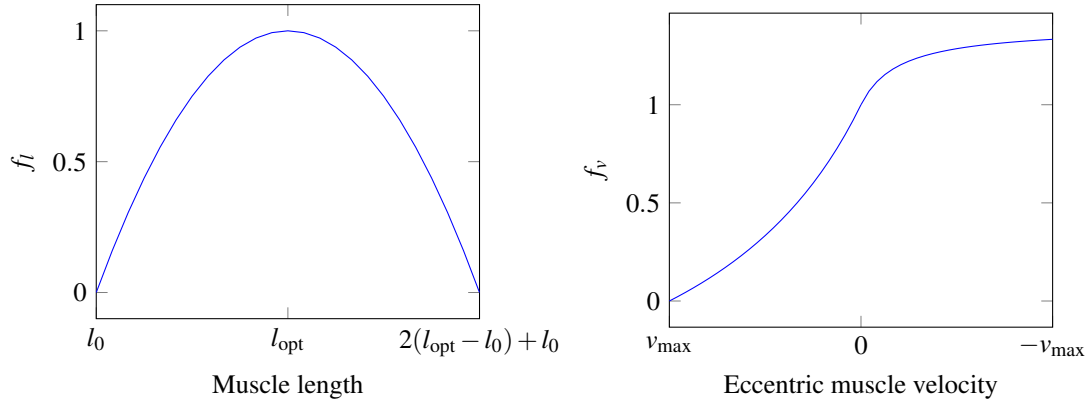 1
0.5
0
f_l
l_0
l_opt
2(l_opt − l_0) + l_0
Muscle length
1
0.5
0
f_v
v_max
0
−v_max
Eccentric muscle velocity